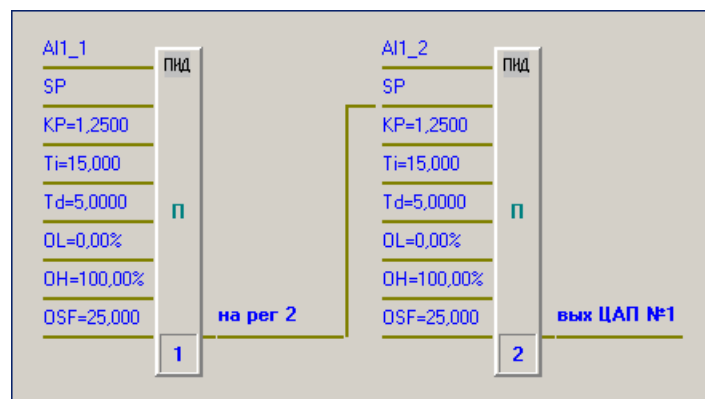 AI1_1
ПИД
SP
KP=1,2500
Ti=15,000
Td=5,0000
П
OL=0,00%
OH=100,00%
OSF=25,000
на рег 2
1
AI1_2
ПИД
SP
KP=1,2500
Ti=15,000
Td=5,0000
П
OL=0,00%
OH=100,00%
OSF=25,000
вых ЦАП №1
2